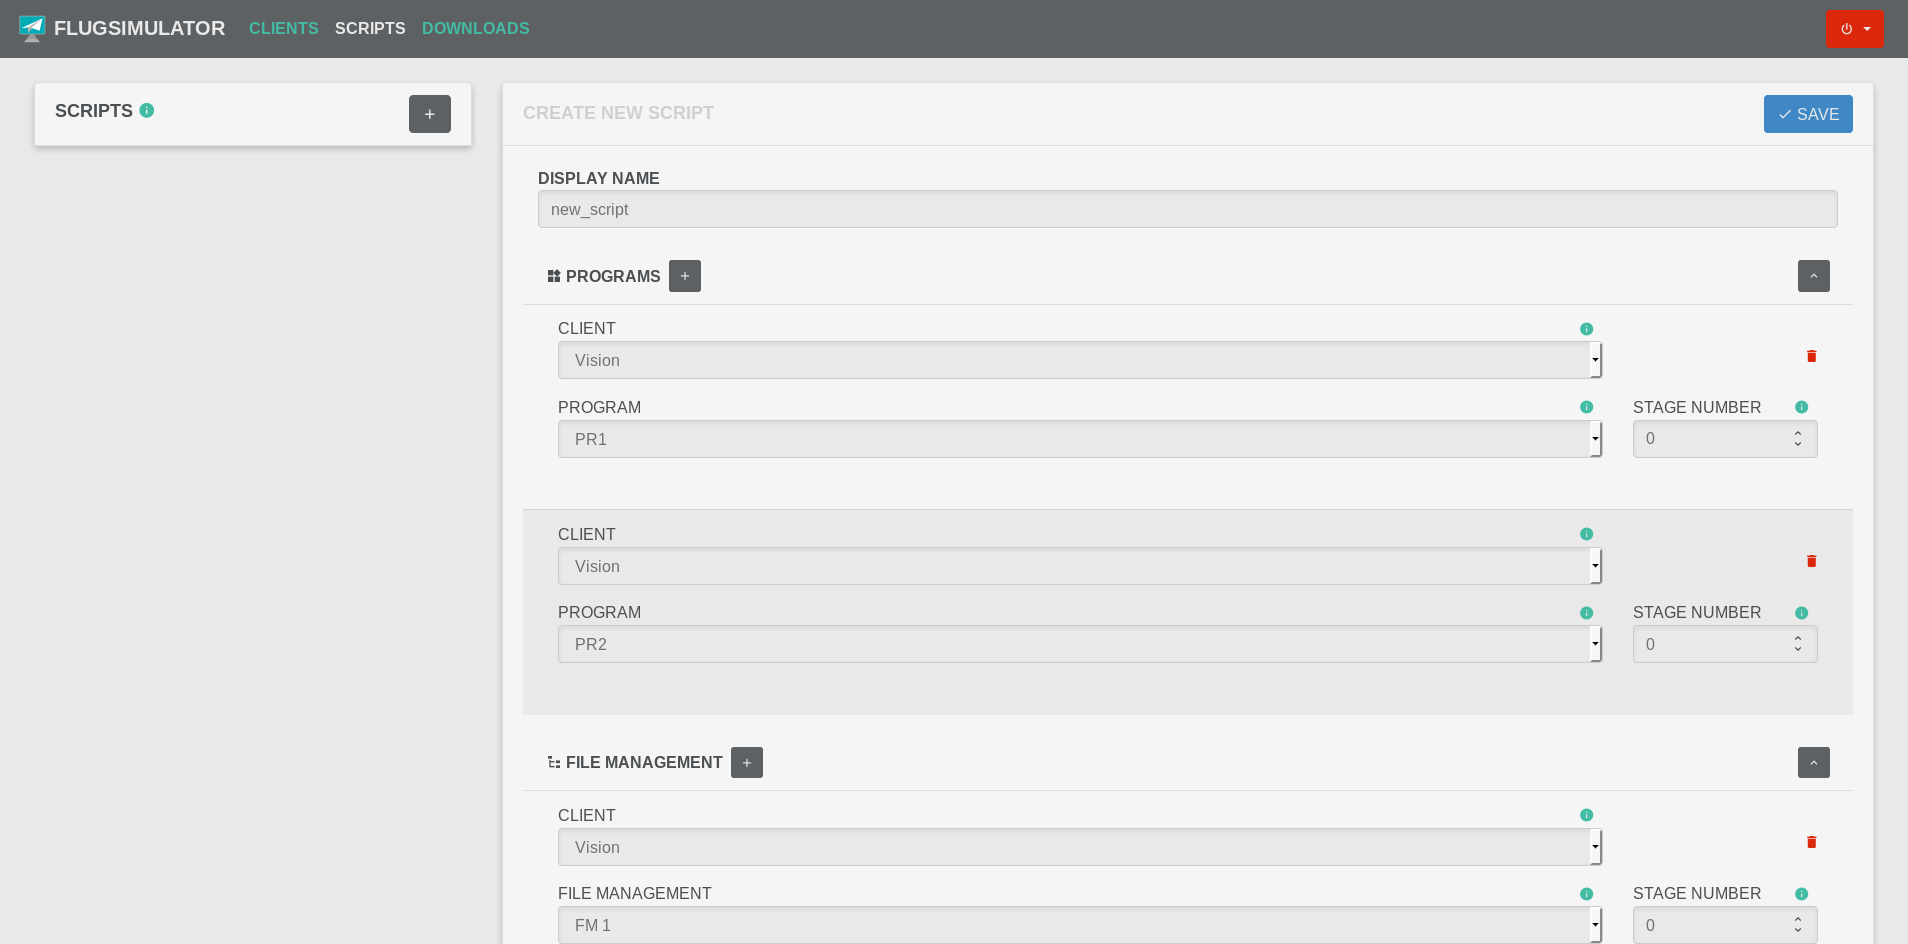 FLUGSIMULATOR CLIENTS SCRIPTS DOWNLOADS
SCRIPTS
CREATE NEW SCRIPT
SAVE
DISPLAY NAME
new_script
PROGRAMS
CLIENT
Vision
PROGRAM
STAGE NUMBER
PR1
0
CLIENT
Vision
PROGRAM
STAGE NUMBER
PR2
0
FILE MANAGEMENT
CLIENT
Vision
FILE MANAGEMENT
STAGE NUMBER
FM 1
0